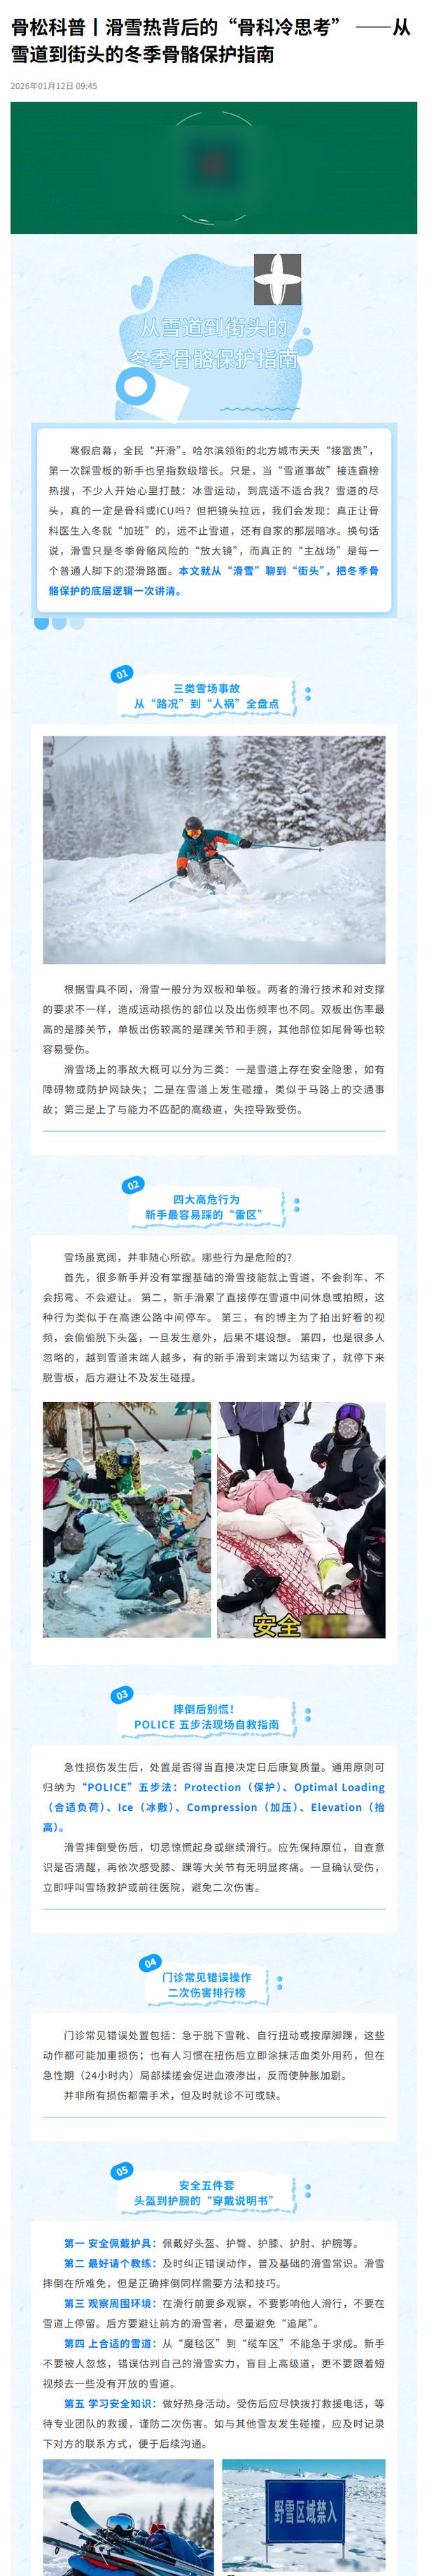 骨松科普丨滑雪热背后的“骨科冷思考” ——从
雪道到街头的冬季骨骼保护指南
2026年01月12日 09:45
从雪道到街头的
冬季骨骼保护指南
寒假启幕，全民“开滑”。哈尔滨领衔的北方城市天天“接富贵”，
第一次踩雪板的新手也呈指数级增长。只是，当“雪道事故”接连霸榜
热搜，不少人开始心里打鼓：冰雪运动，到底适不适合我？雪道的尽
头，真的一定是骨科或ICU吗？但把镜头拉远，我们会发现：真正让骨
科医生入冬就“加班”的，远不止雪道，还有自家的那层暗冰。换句话
说，滑雪只是冬季骨骼风险的“放大镜”，而真正的“主战场”是每一
个普通人脚下的湿滑路面。本文就从“滑雪”聊到“街头”，把冬季骨
骼保护的底层逻辑一次讲清。
01
三类雪场事故
从“路况”到“人祸”全盘点
根据雪具不同，滑雪一般分为双板和单板。两者的滑行技术和对支撑
的要求不一样，造成运动损伤的部位以及出伤频率也不同。双板出伤率最
高的是膝关节，单板出伤较高的是踝关节和手腕，其他部位如尾骨等也较
容易受伤。
滑雪场上的事故大概可以分为三类：一是雪道上存在安全隐患，如有
障碍物或防护网缺失；二是在雪道上发生碰撞，类似于马路上的交通事
故；第三是上了与能力不匹配的高级道，失控导致受伤。
02
四大高危行为
新手最容易踩的“雷区”
雪场虽宽阔，并非随心所欲。哪些行为是危险的？
首先，很多新手并没有掌握基础的滑雪技能就上雪道，不会刹车、不
会拐弯、不会避让。 第二，新手滑累了直接停在雪道中间休息或拍照，这
种行为类似于在高速公路中间停车。 第三，有的博主为了拍出好看的视
频，会偷偷脱下头盔，一旦发生意外，后果不堪设想。 第四，也是很多人
忽略的，越到雪道末端人越多，有的新手滑到末端以为结束了，就停下来
脱雪板，后方避让不及发生碰撞。
安全
03
摔倒后别慌！
POLICE 五步法现场自救指南
急性损伤发生后，处置是否得当直接决定日后康复质量。通用原则可
归纳为“POLICE”五步法：Protection（保护）、Optimal Loading
（合适负荷）、Ice（冰敷）、Compression（加压）、Elevation（抬
高）。
滑雪摔倒受伤后，切忌惊慌起身或继续滑行。应先保持原位，自查意
识是否清醒，再依次感受膝、踝等大关节有无明显疼痛。一旦确认受伤，
立即呼叫雪场救护或前往医院，避免二次伤害。
04
门诊常见错误操作
二次伤害排行榜
门诊常见错误处置包括：急于脱下雪靴、自行扭动或按摩脚踝，这些
动作都可能加重损伤；也有人习惯在扭伤后立即涂抹活血类外用药，但在
急性期（24小时内）局部揉搓会促进血液渗出，反而使肿胀加剧。
并非所有损伤都需手术，但及时就诊不可或缺。
05
安全五件套
头盔到护腕的“穿戴说明书”
第一 安全佩戴护具：佩戴好头盔、护臀、护膝、护肘、护腕等。
第二 最好请个教练：及时纠正错误动作，普及基础的滑雪常识。滑雪
摔倒在所难免，但是正确摔倒同样需要方法和技巧。
第三 观察周围环境：在滑行前要多观察，不要影响他人滑行，不要在
雪道上停留。后方要避让前方的滑雪者，尽量避免“追尾”。
第四 上合适的雪道：从“魔毯区”到“缆车区”不能急于求成。新手
不要被人忽悠，错误估判自己的滑雪实力，盲目上高级道，更不要跟着短
视频去一些没有开放的雪道。
第五 学习安全知识：做好热身活动。受伤后应尽快拨打救援电话，等
待专业团队的救援，谨防二次伤害。如与其他雪友发生碰撞，应及时记录
下对方的联系方式，便于后续沟通。
野雪区域禁入